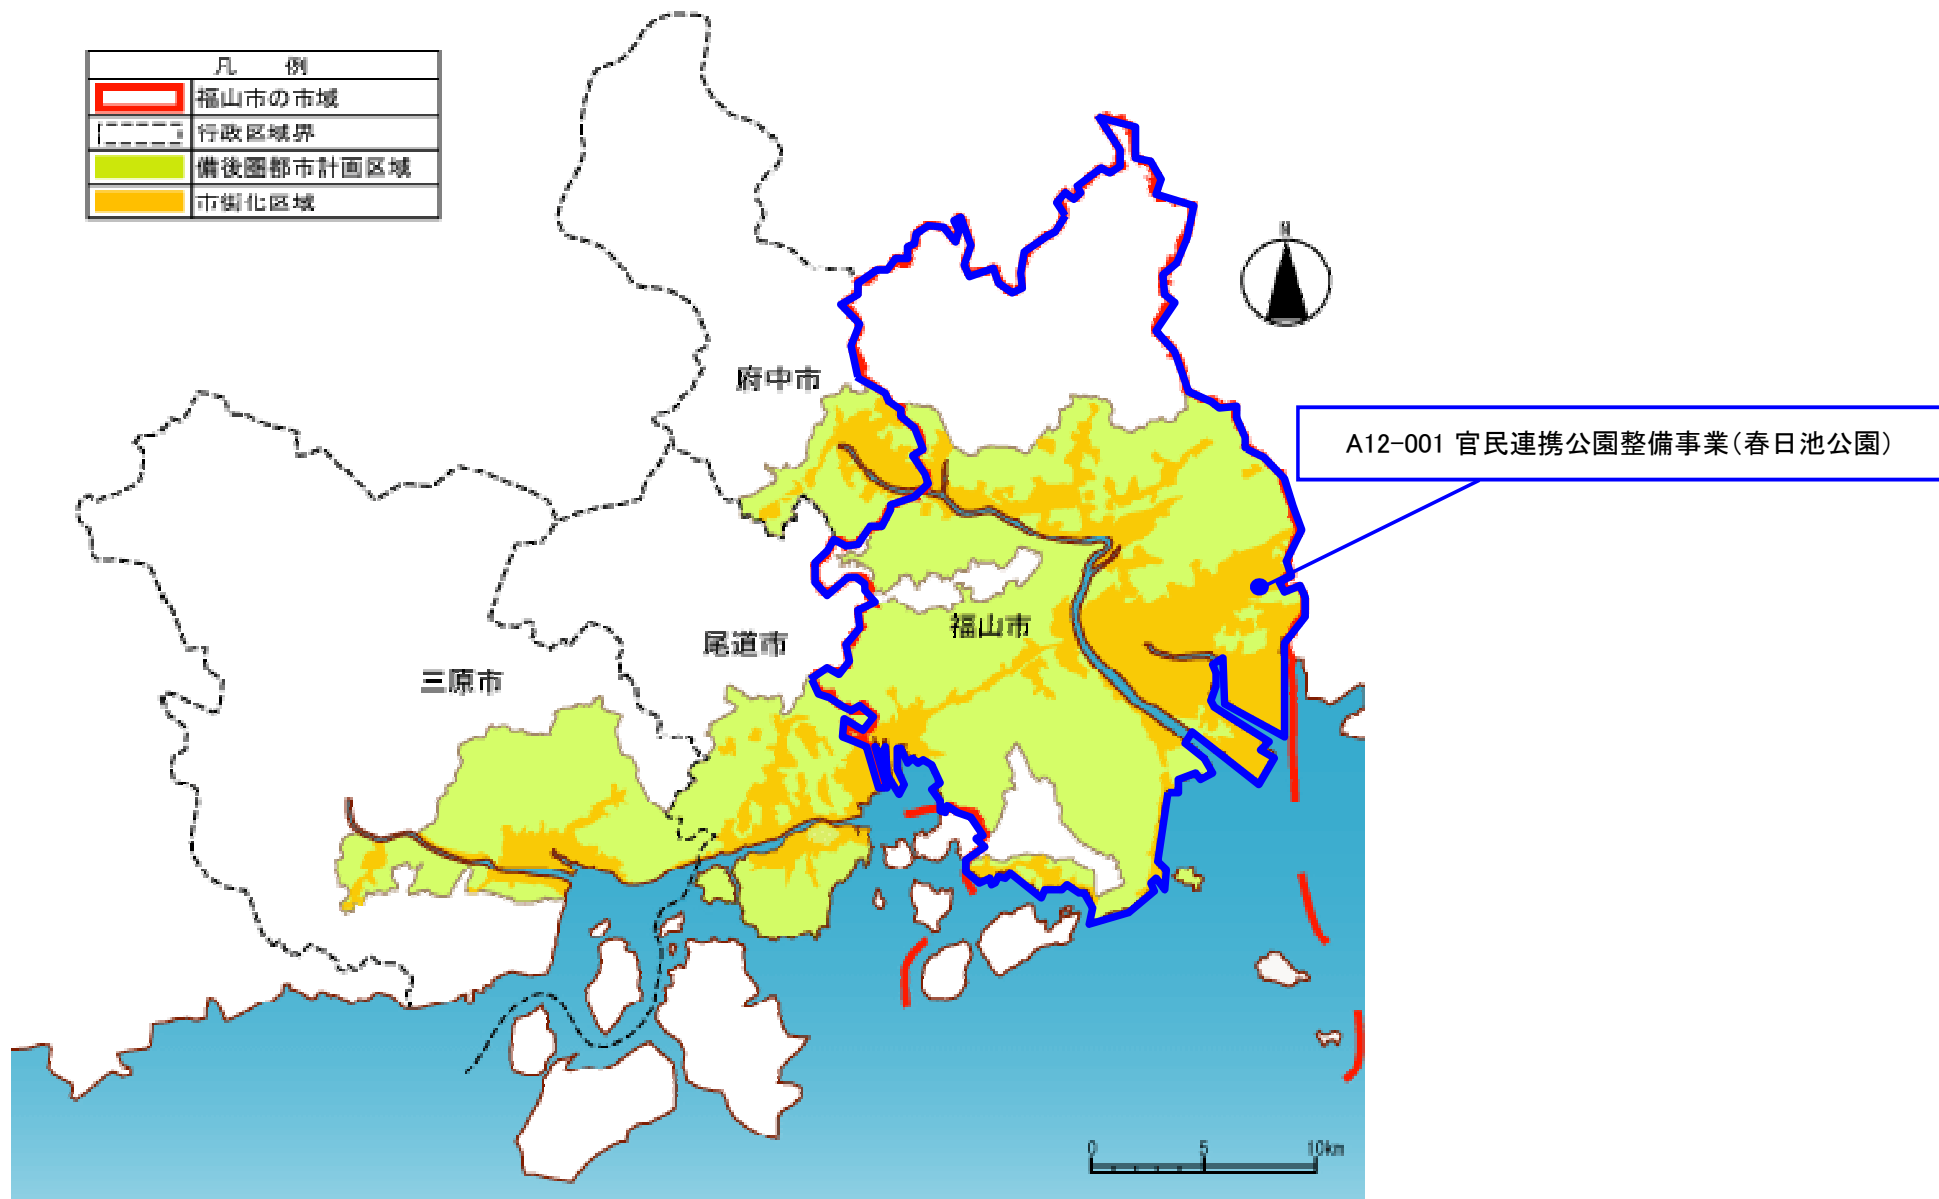 凡 例
福山市の市域
行政区域界
備後圏都市計画区域
市街化区域
N
府中市
A12-001 官民連携公園整備事業(春日池公園)
福山市
尾道市
三原市
0 5 10km